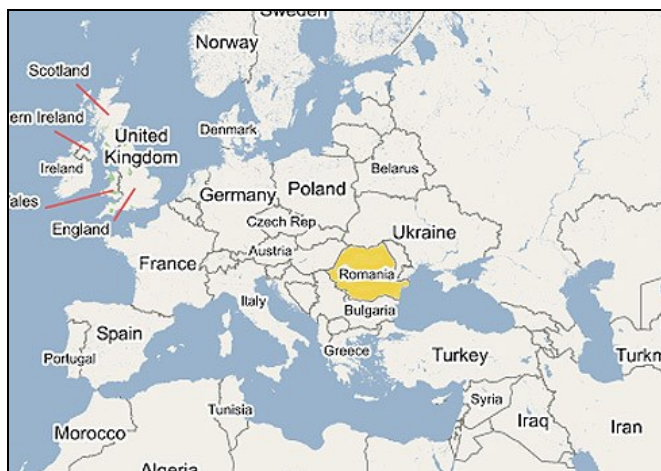 Sweden
Norway
Scotland
ern Ireland
United
Kingdom
Denmark
Ireland
Belarus
Poland
ales
Germany
England
Czech Rep
Ukraine
Austria
France
Romania
Italy
Bulgaria
Spain
Portugal
Greece
Turkey
Turkm
Tunisia
Syria
Morocco
Iraq
Iran
Algeria